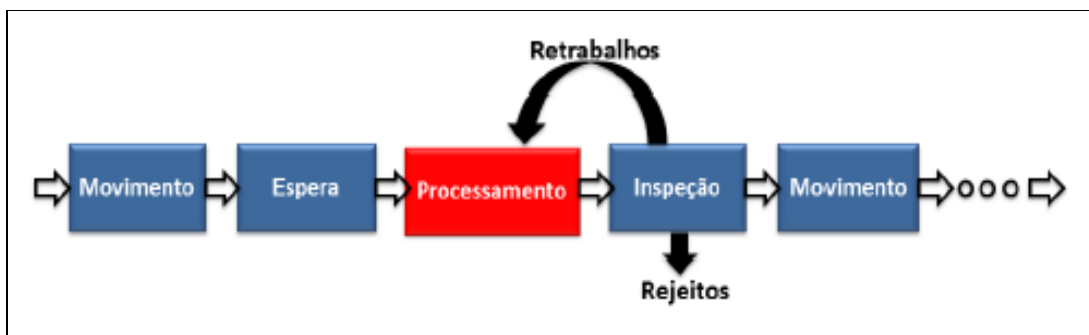 Retrabalhos
Movimento
Espera
Processamento
Inspeção
Movimento
Rejeitos